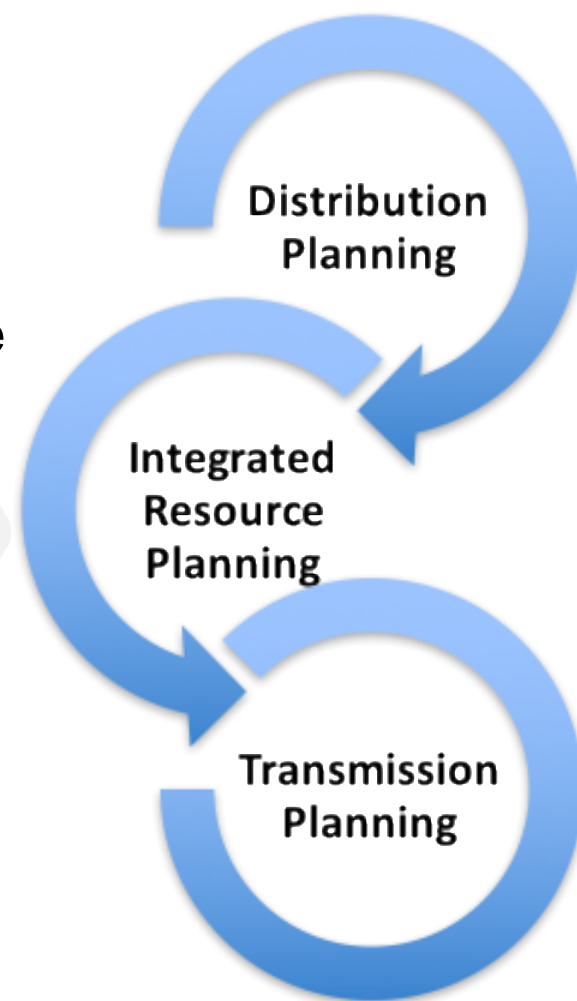 Distribution
Planning
e
Integrated
Resource
Planning
Transmission
Planning